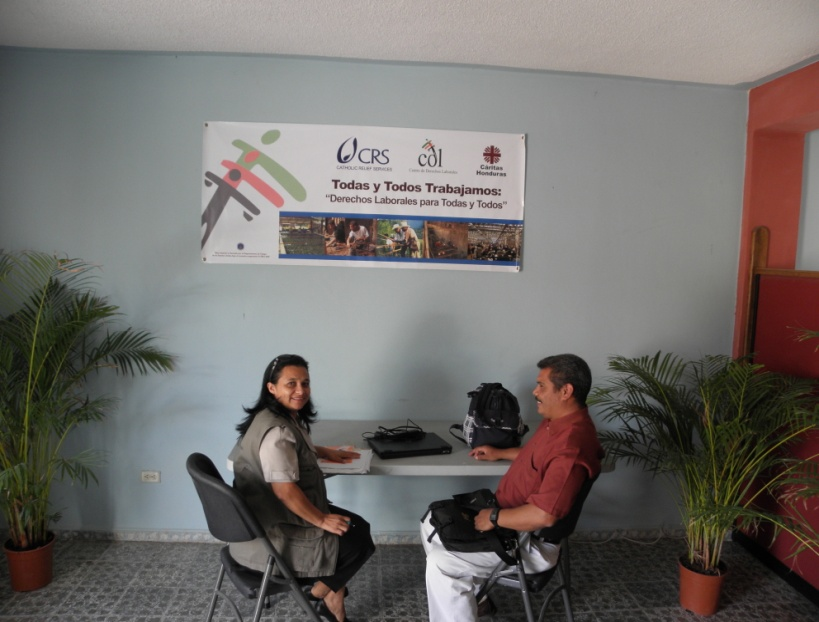 CRS
CATHOLIC RELIEF SERVICES
cdl
Centro de Derechos Laborales
Cáritas
Honduras
Todas y Todos Trabajamos:
"Derechos Laborales para Todas y Todos"